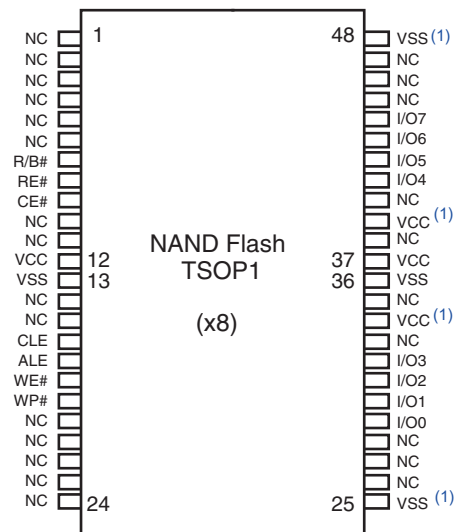 NC 1 48 VSS (1)
NC NC
NC NC
NC NC
NC I/O7
NC I/O6
R/B# I/O5
RE# I/O4
CE# NC
NC VCC (1)
NC NC
VCC 12 NAND Flash 37 VCC
VSS 13 TSOP1 36 VSS
NC NC
NC (x8) VCC (1)
CLE NC
ALE I/O3
WE# I/O2
WP# I/O1
NC I/O0
NC NC
NC NC
NC NC
NC 24 25 VSS (1)